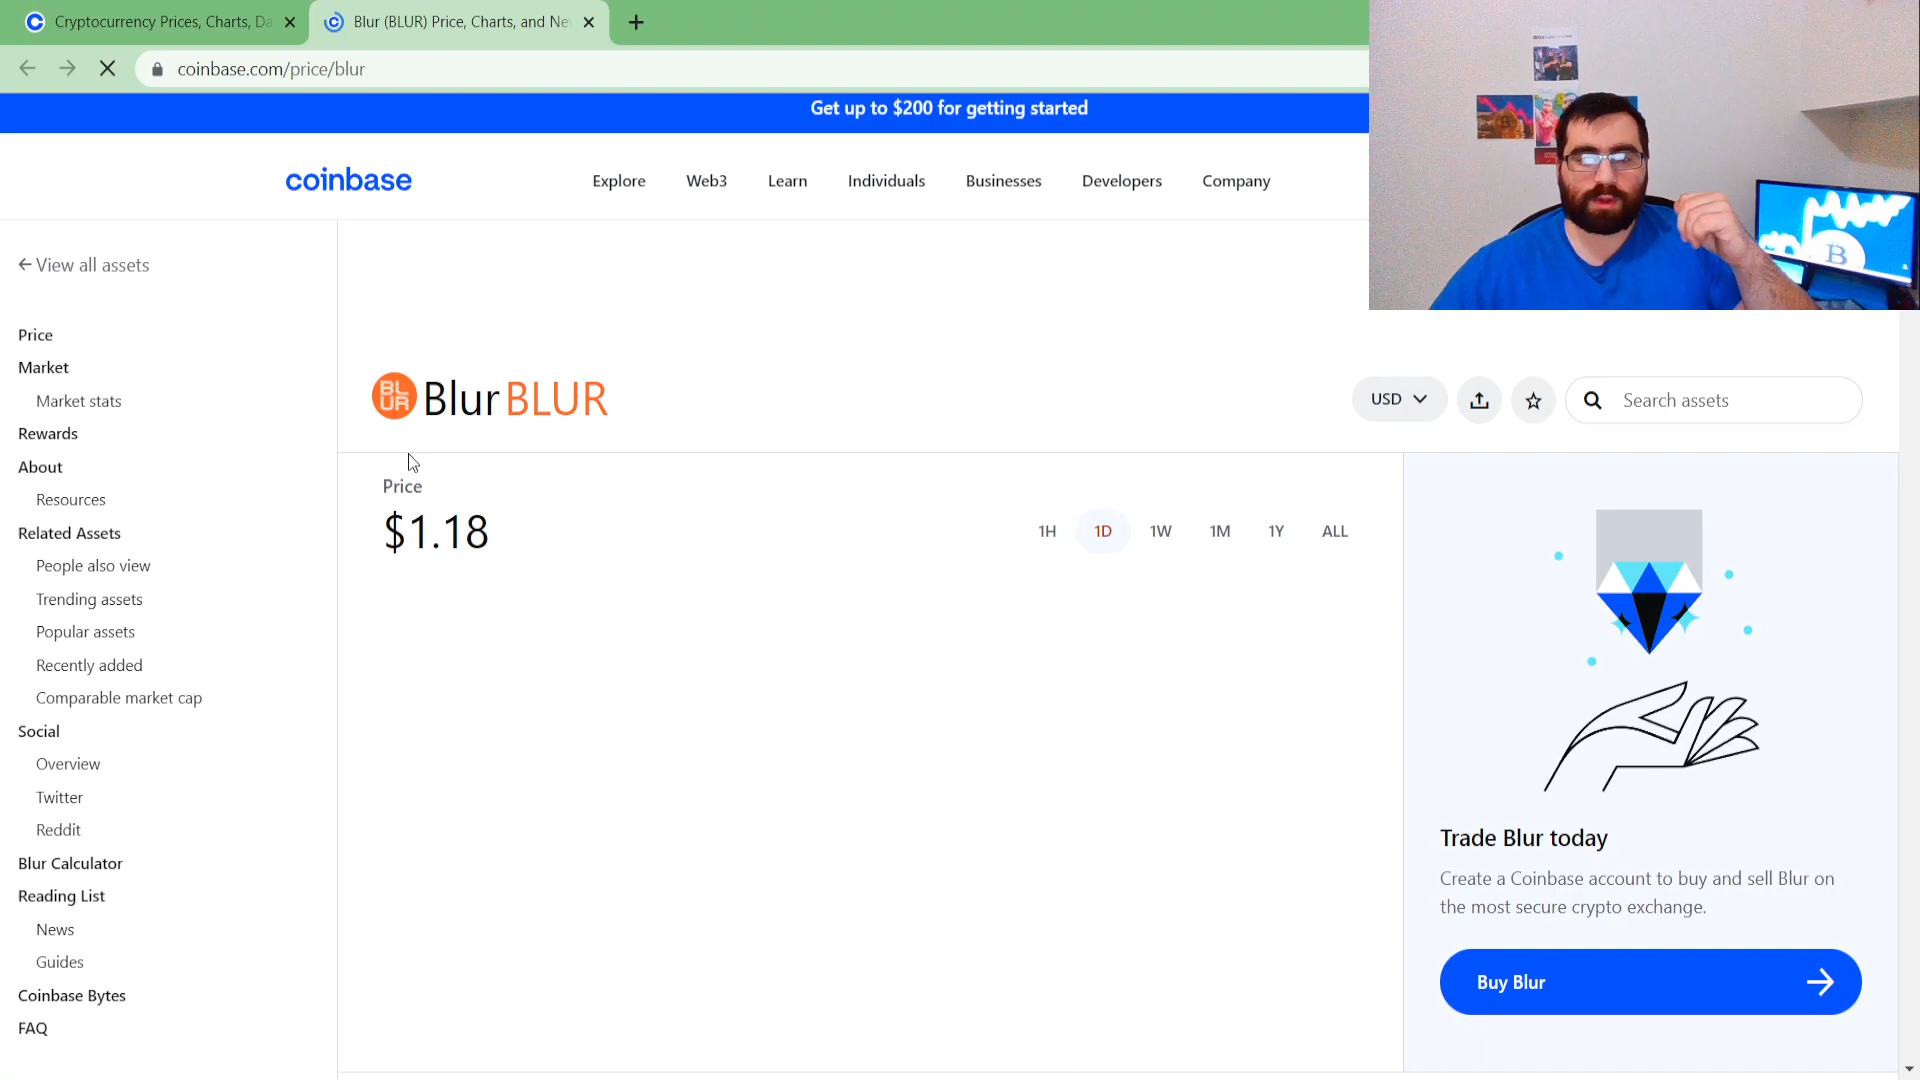 Cryptocurrency Prices, Charts, Da
Blur (BLUR) Price, Charts, and Ne
coinbase.com/price/blur
Get up to $200 for getting started
coinbase
Explore
Web3
Learn
Individuals
Businesses
Developers
Company
View all assets
Price
Market
Market stats
Rewards
About
Resources
Related Assets
People also view
Trending assets
Popular assets
Recently added
Comparable market cap
Social
Overview
Twitter
Reddit
Blur Calculator
Reading List
News
Guides
Coinbase Bytes
FAQ
BL
UR
Blur BLUR
USD
Search assets
Price
$1.18
1H
1D
1W
1M
1Y
ALL
Trade Blur today
Create a Coinbase account to buy and sell Blur on
the most secure crypto exchange.
Buy Blur